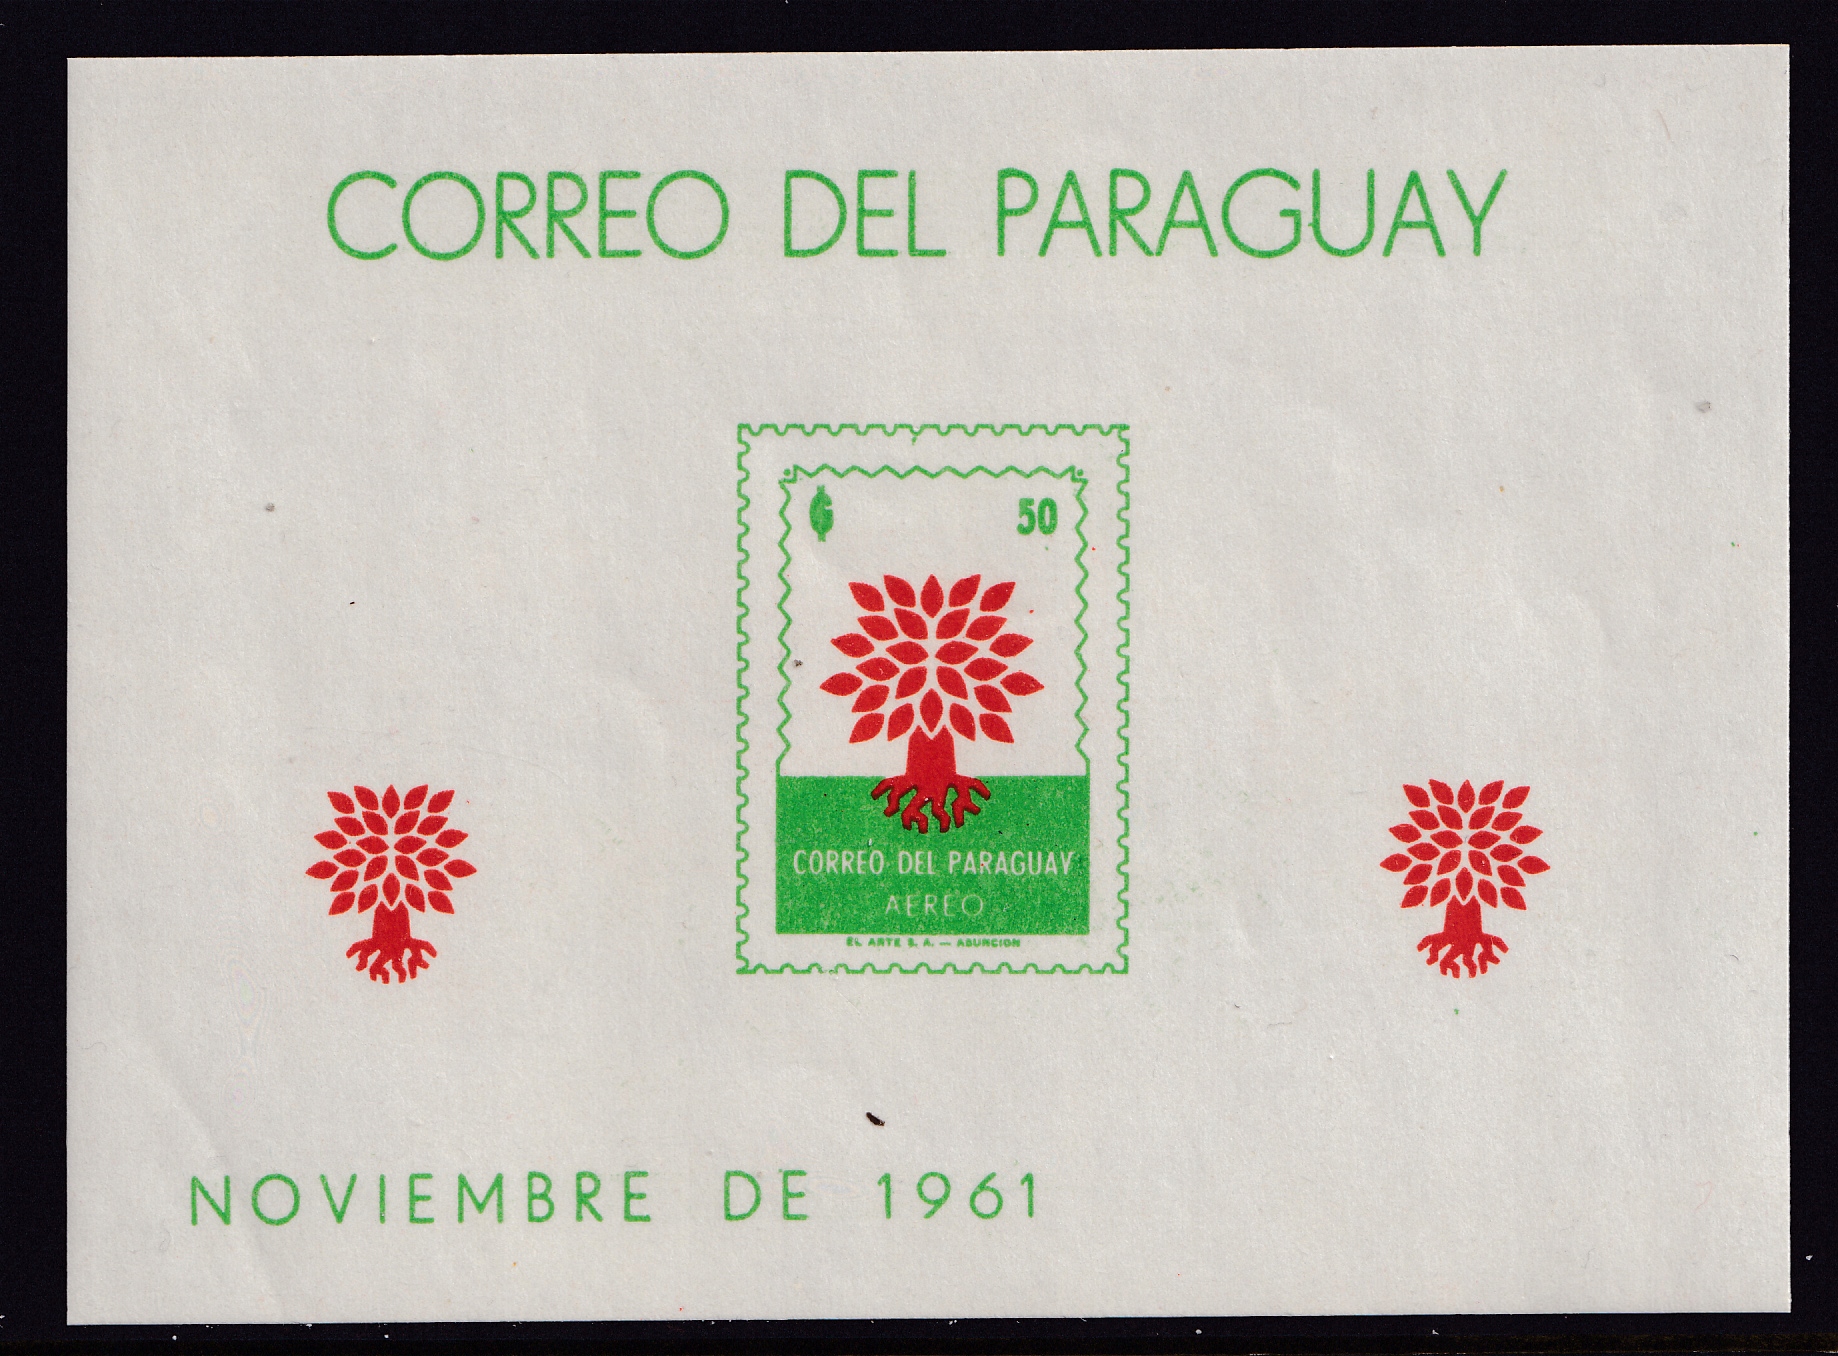 CORREO DEL PARAGUAY
₲ 50
CORREO DEL PARAGUAY
AEREO
EL ARTE S. A. — ASUNCION
NOVIEMBRE DE 1961